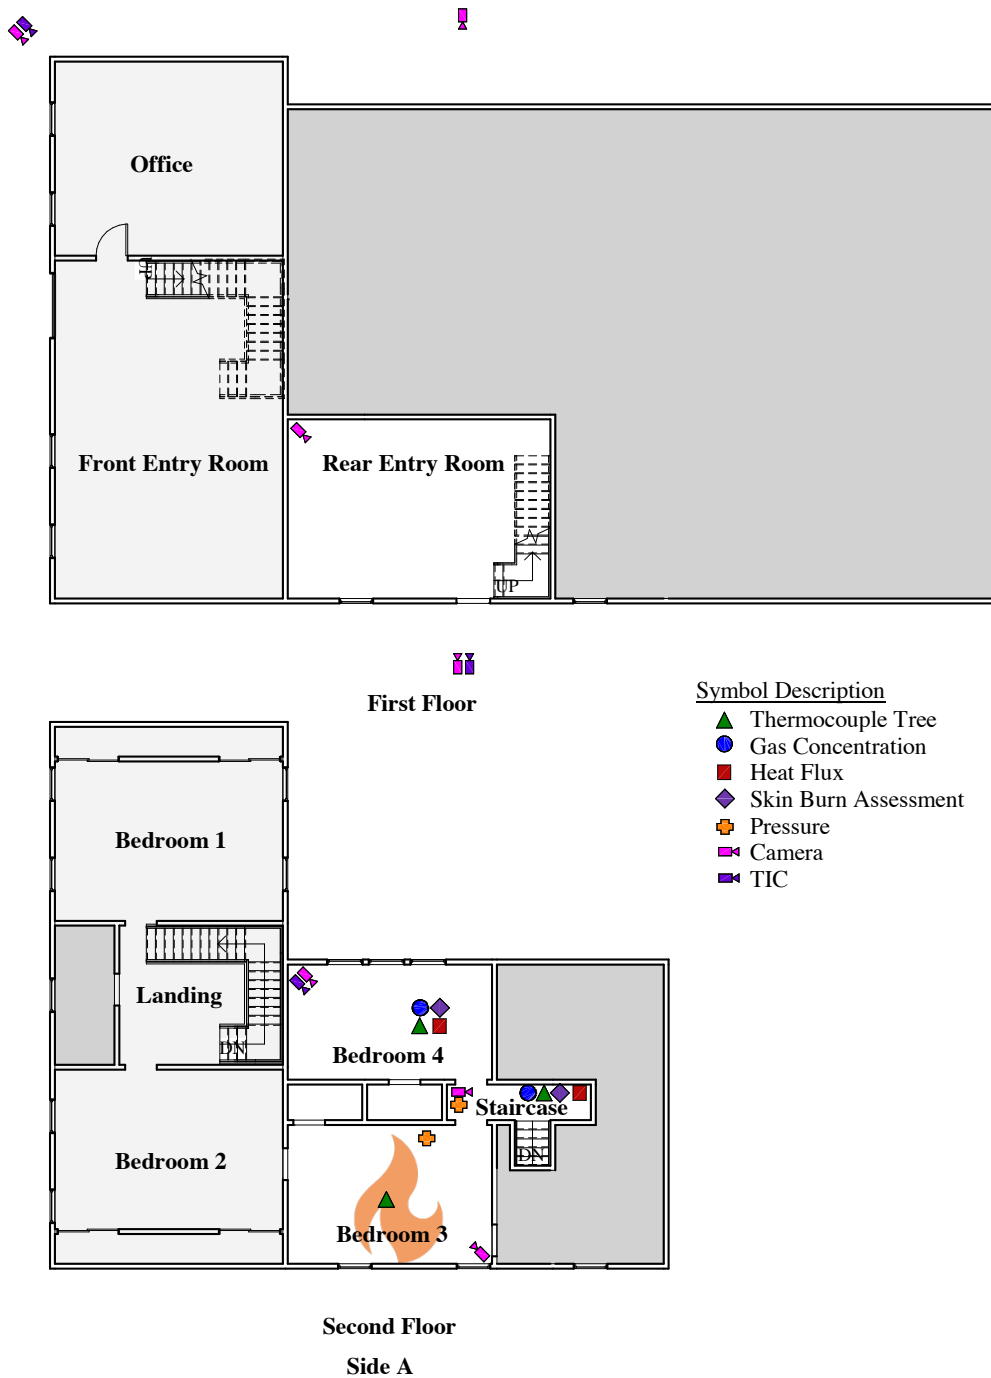 Office
UP
Front Entry Room
Rear Entry Room
UP
First Floor
Symbol Description
Thermocouple Tree
Gas Concentration
Heat Flux
Skin Burn Assessment
Pressure
Camera
TIC
Bedroom 1
Landing
DN
Bedroom 4
Staircase
DN
Bedroom 2
Bedroom 3
Second Floor
Side A